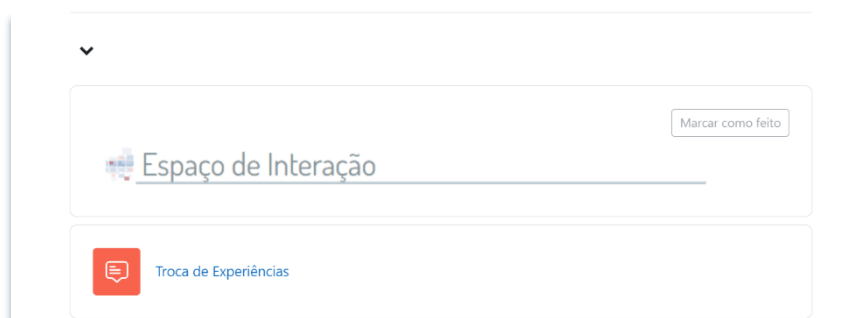 Marcar como feito
Espaço de Interação
Troca de Experiências